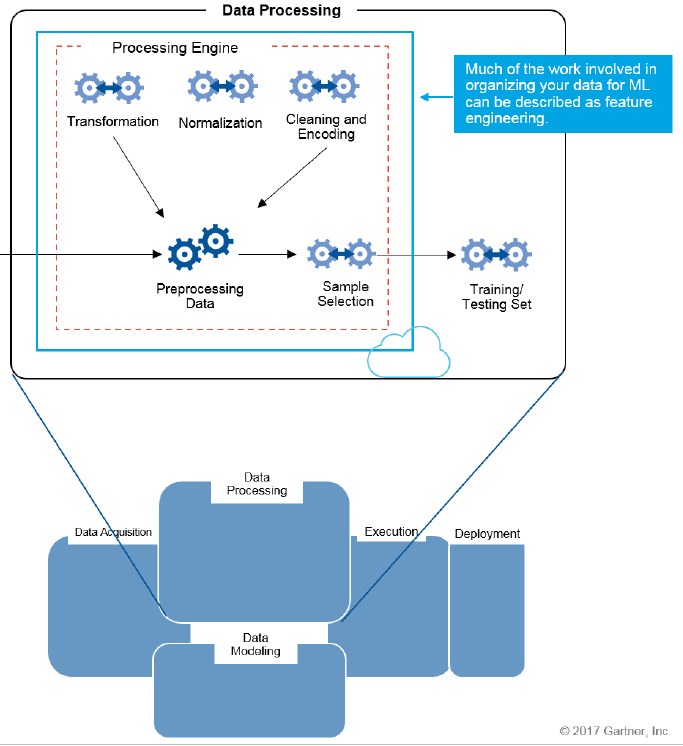 Data Processing
Processing Engine
Transformation
Normalization
Cleaning and
Encoding
Much of the work involved in
organizing your data for ML
can be described as feature
engineering.
Preprocessing
Data
Sample
Selection
Training/
Testing Set
Data
Processing
Data Acquisition
Execution
Deployment
Data
Modeling
© 2017 Gartner, Inc.